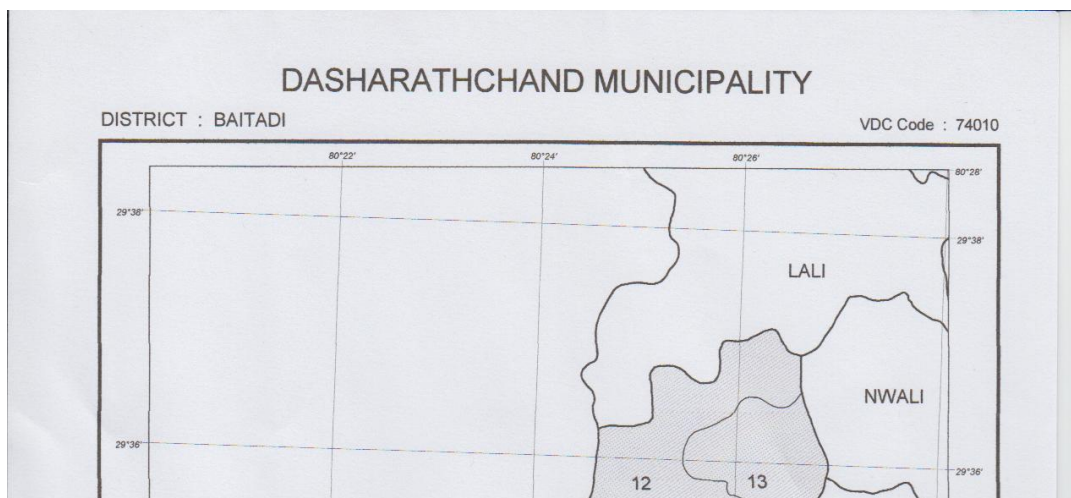 DASHARATHCHAND MUNICIPALITY
DISTRICT : BAITADI
VDC Code : 74010
80°22'
80°24'
80°26'
80°28'
29°38'
29°38'
LALI
NWALI
29°36'
29°36'
12
13